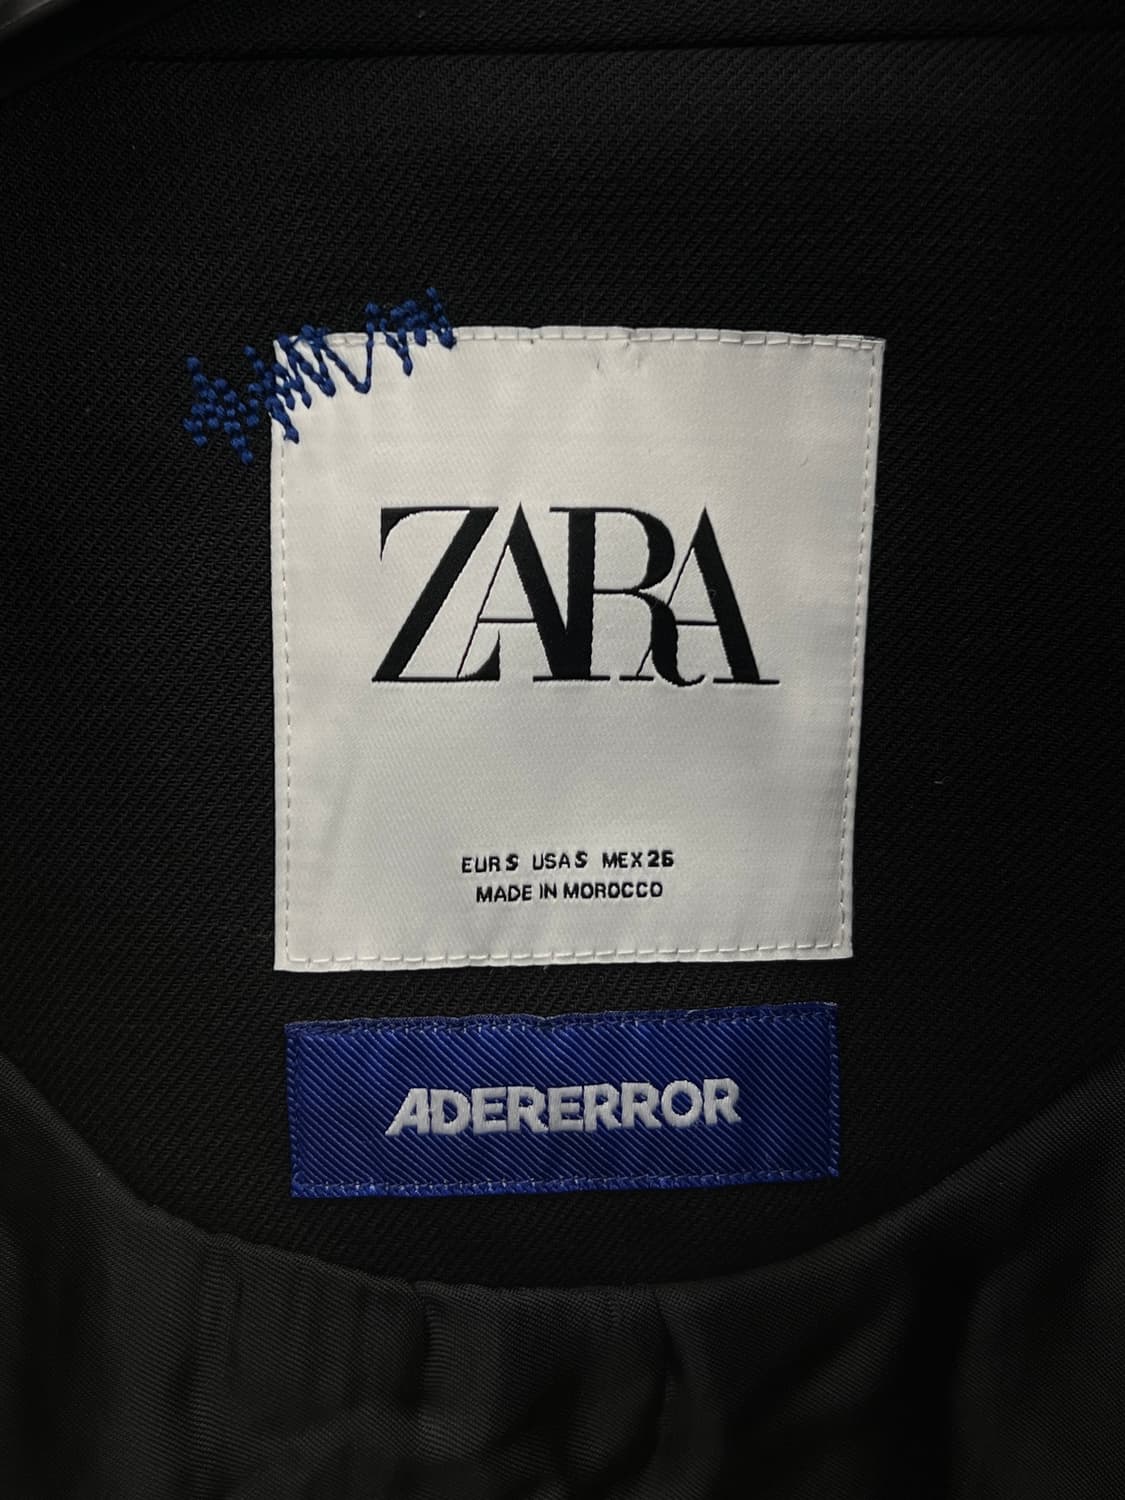 ZARA
EUR S USA S MEX 26
MADE IN MOROCCO
ADERERROR